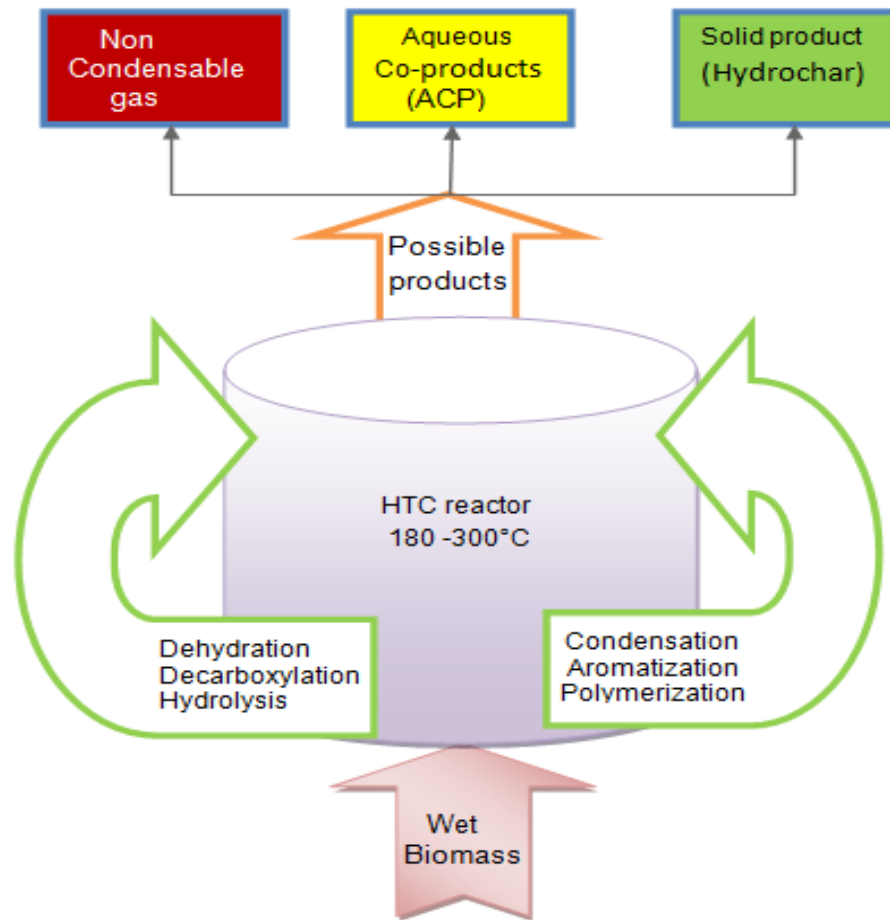 Non
Condensable
gas
Aqueous
Co-products
(ACP)
Solid product
(Hydrochar)
Possible
products
HTC reactor
180 -300°C
Dehydration
Decarboxylation
Hydrolysis
Condensation
Aromatization
Polymerization
Wet
Biomass